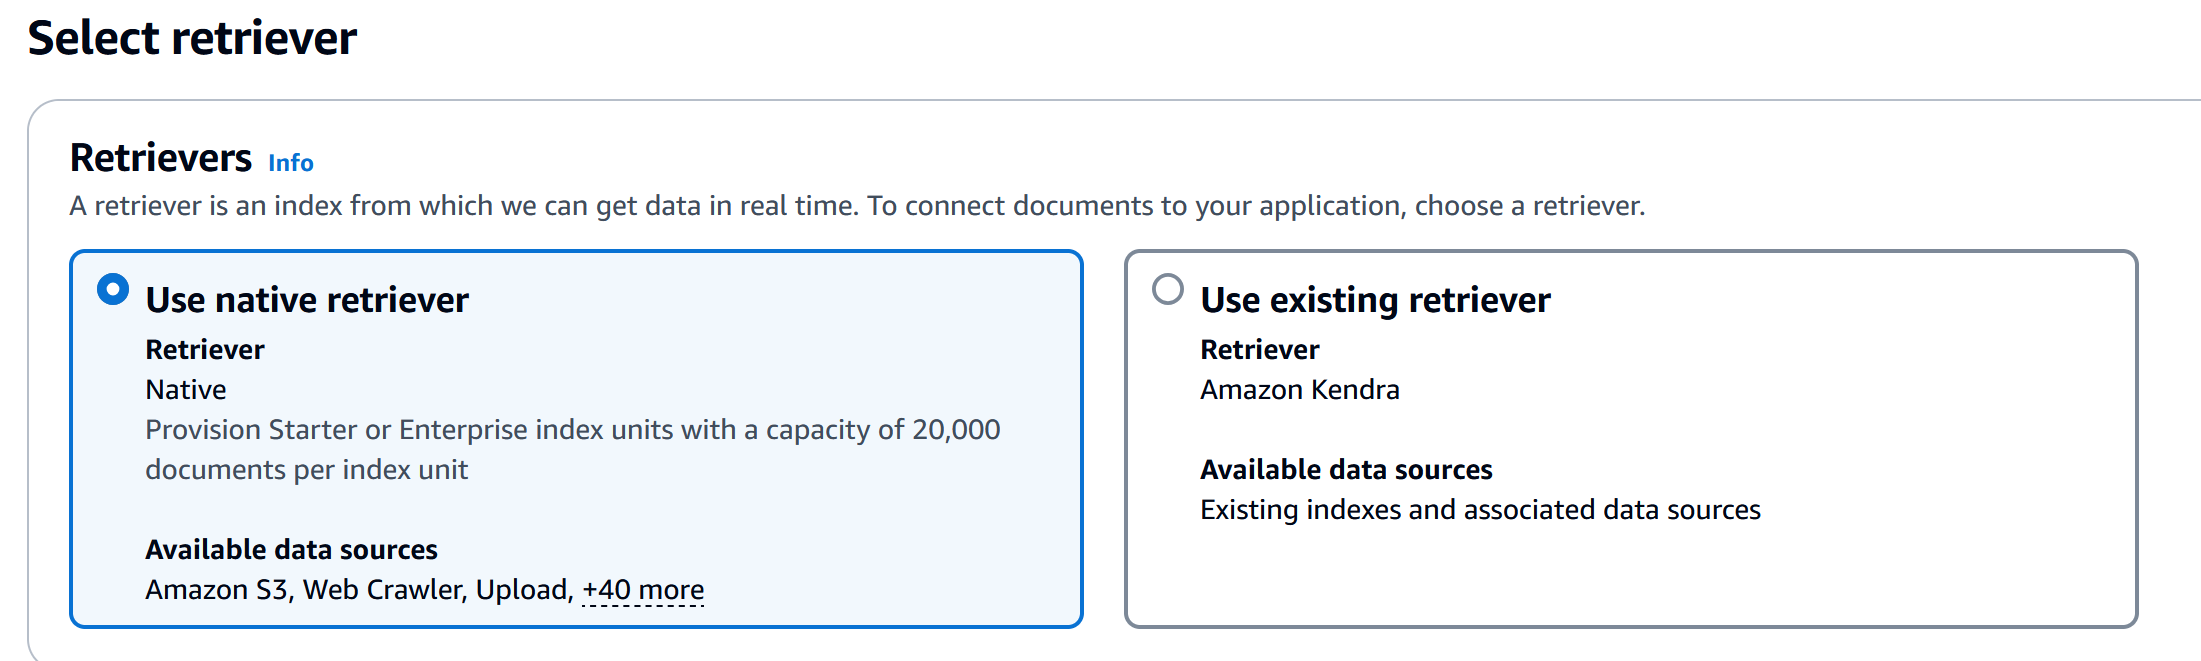 Select retriever
Retrievers Info
A retriever is an index from which we can get data in real time. To connect documents to your application, choose a retriever.
Use native retriever
Retriever
Native
Provision Starter or Enterprise index units with a capacity of 20,000
documents per index unit
Available data sources
Amazon S3, Web Crawler, Upload, +40 more
Use existing retriever
Retriever
Amazon Kendra
Available data sources
Existing indexes and associated data sources